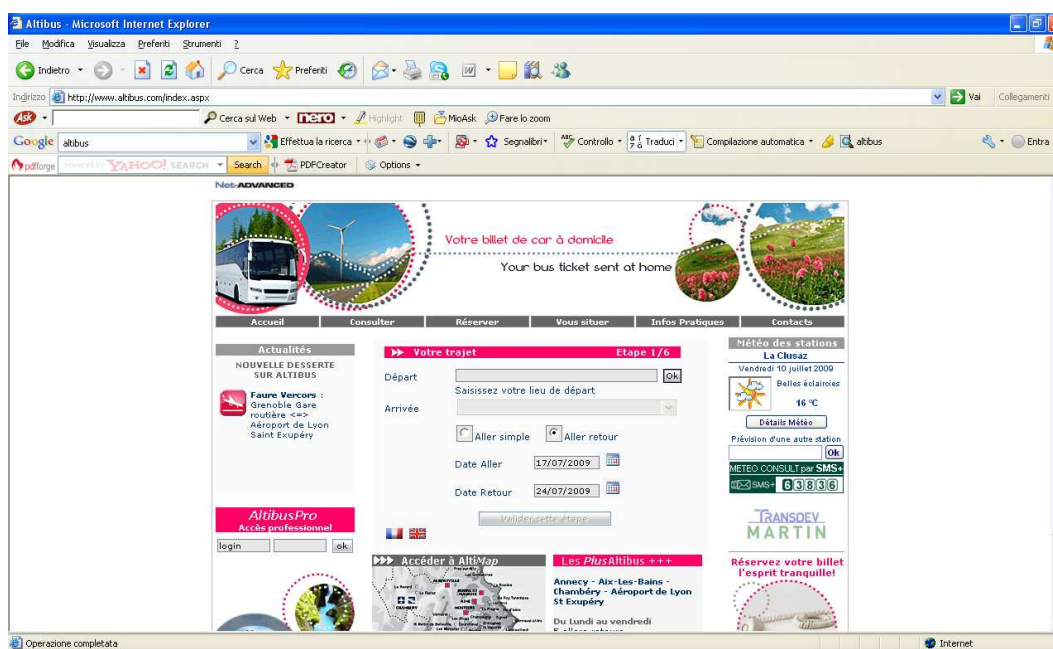 Altibus - Microsoft Internet Explorer
File Modifica Visualizza Preferiti Strumenti ?
Indietro Cerca Preferiti
Indirizzo http://www.altibus.com/index.aspx Vai Collegamenti
ASK Cerca sul Web nero Highlight MioAsk Fare lo zoom
Google altibus Effettua la ricerca Segnalibri ABC Controllo Traduci Compilazione automatica altibus Entra
pdfforge powered by YAHOO! SEARCH Search PDFCreator Options
Net-ADVANCED
Votre billet de car à domicile
Your bus ticket sent at home
Accueil Consulter Réserver Vous situer Infos Pratiques Contacts
Actualités
NOUVELLE DESSERTE
SUR ALTIBUS
Faure Vercors :
Grenoble Gare
routière <=>
Aéroport de Lyon
Saint Exupéry
AltibusPro
Accès professionnel
login ok
Votre trajet Etape 1/6
Départ Ok
Saisissez votre lieu de départ
Arrivée
Aller simple Aller retour
Date Aller 17/07/2009
Date Retour 24/07/2009
Valider cette étape
Accéder à AltiMap
Les PlusAltibus +++
Annecy - Aix-Les-Bains -
Chambéry - Aéroport de Lyon
St Exupéry
Du Lundi au vendredi
Météo des stations
La Clusaz
Vendredi 10 juillet 2009
Belles éclaircies
16 °C
Détails Météo
Prévision d'une autre station
Ok
METEO CONSULT par SMS+
SMS+ 63836
TRANSDEV
MARTIN
Réservez votre billet
l'esprit tranquille!
Operazione completata Internet